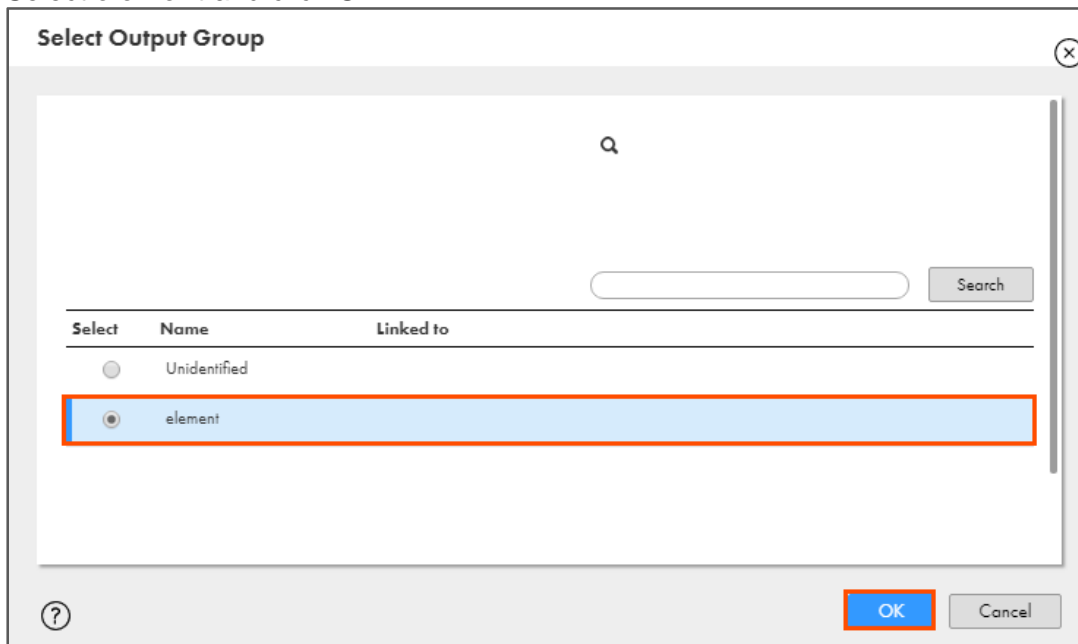 Select Output Group
Search
Select Name Linked to
Unidentified
element
OK Cancel